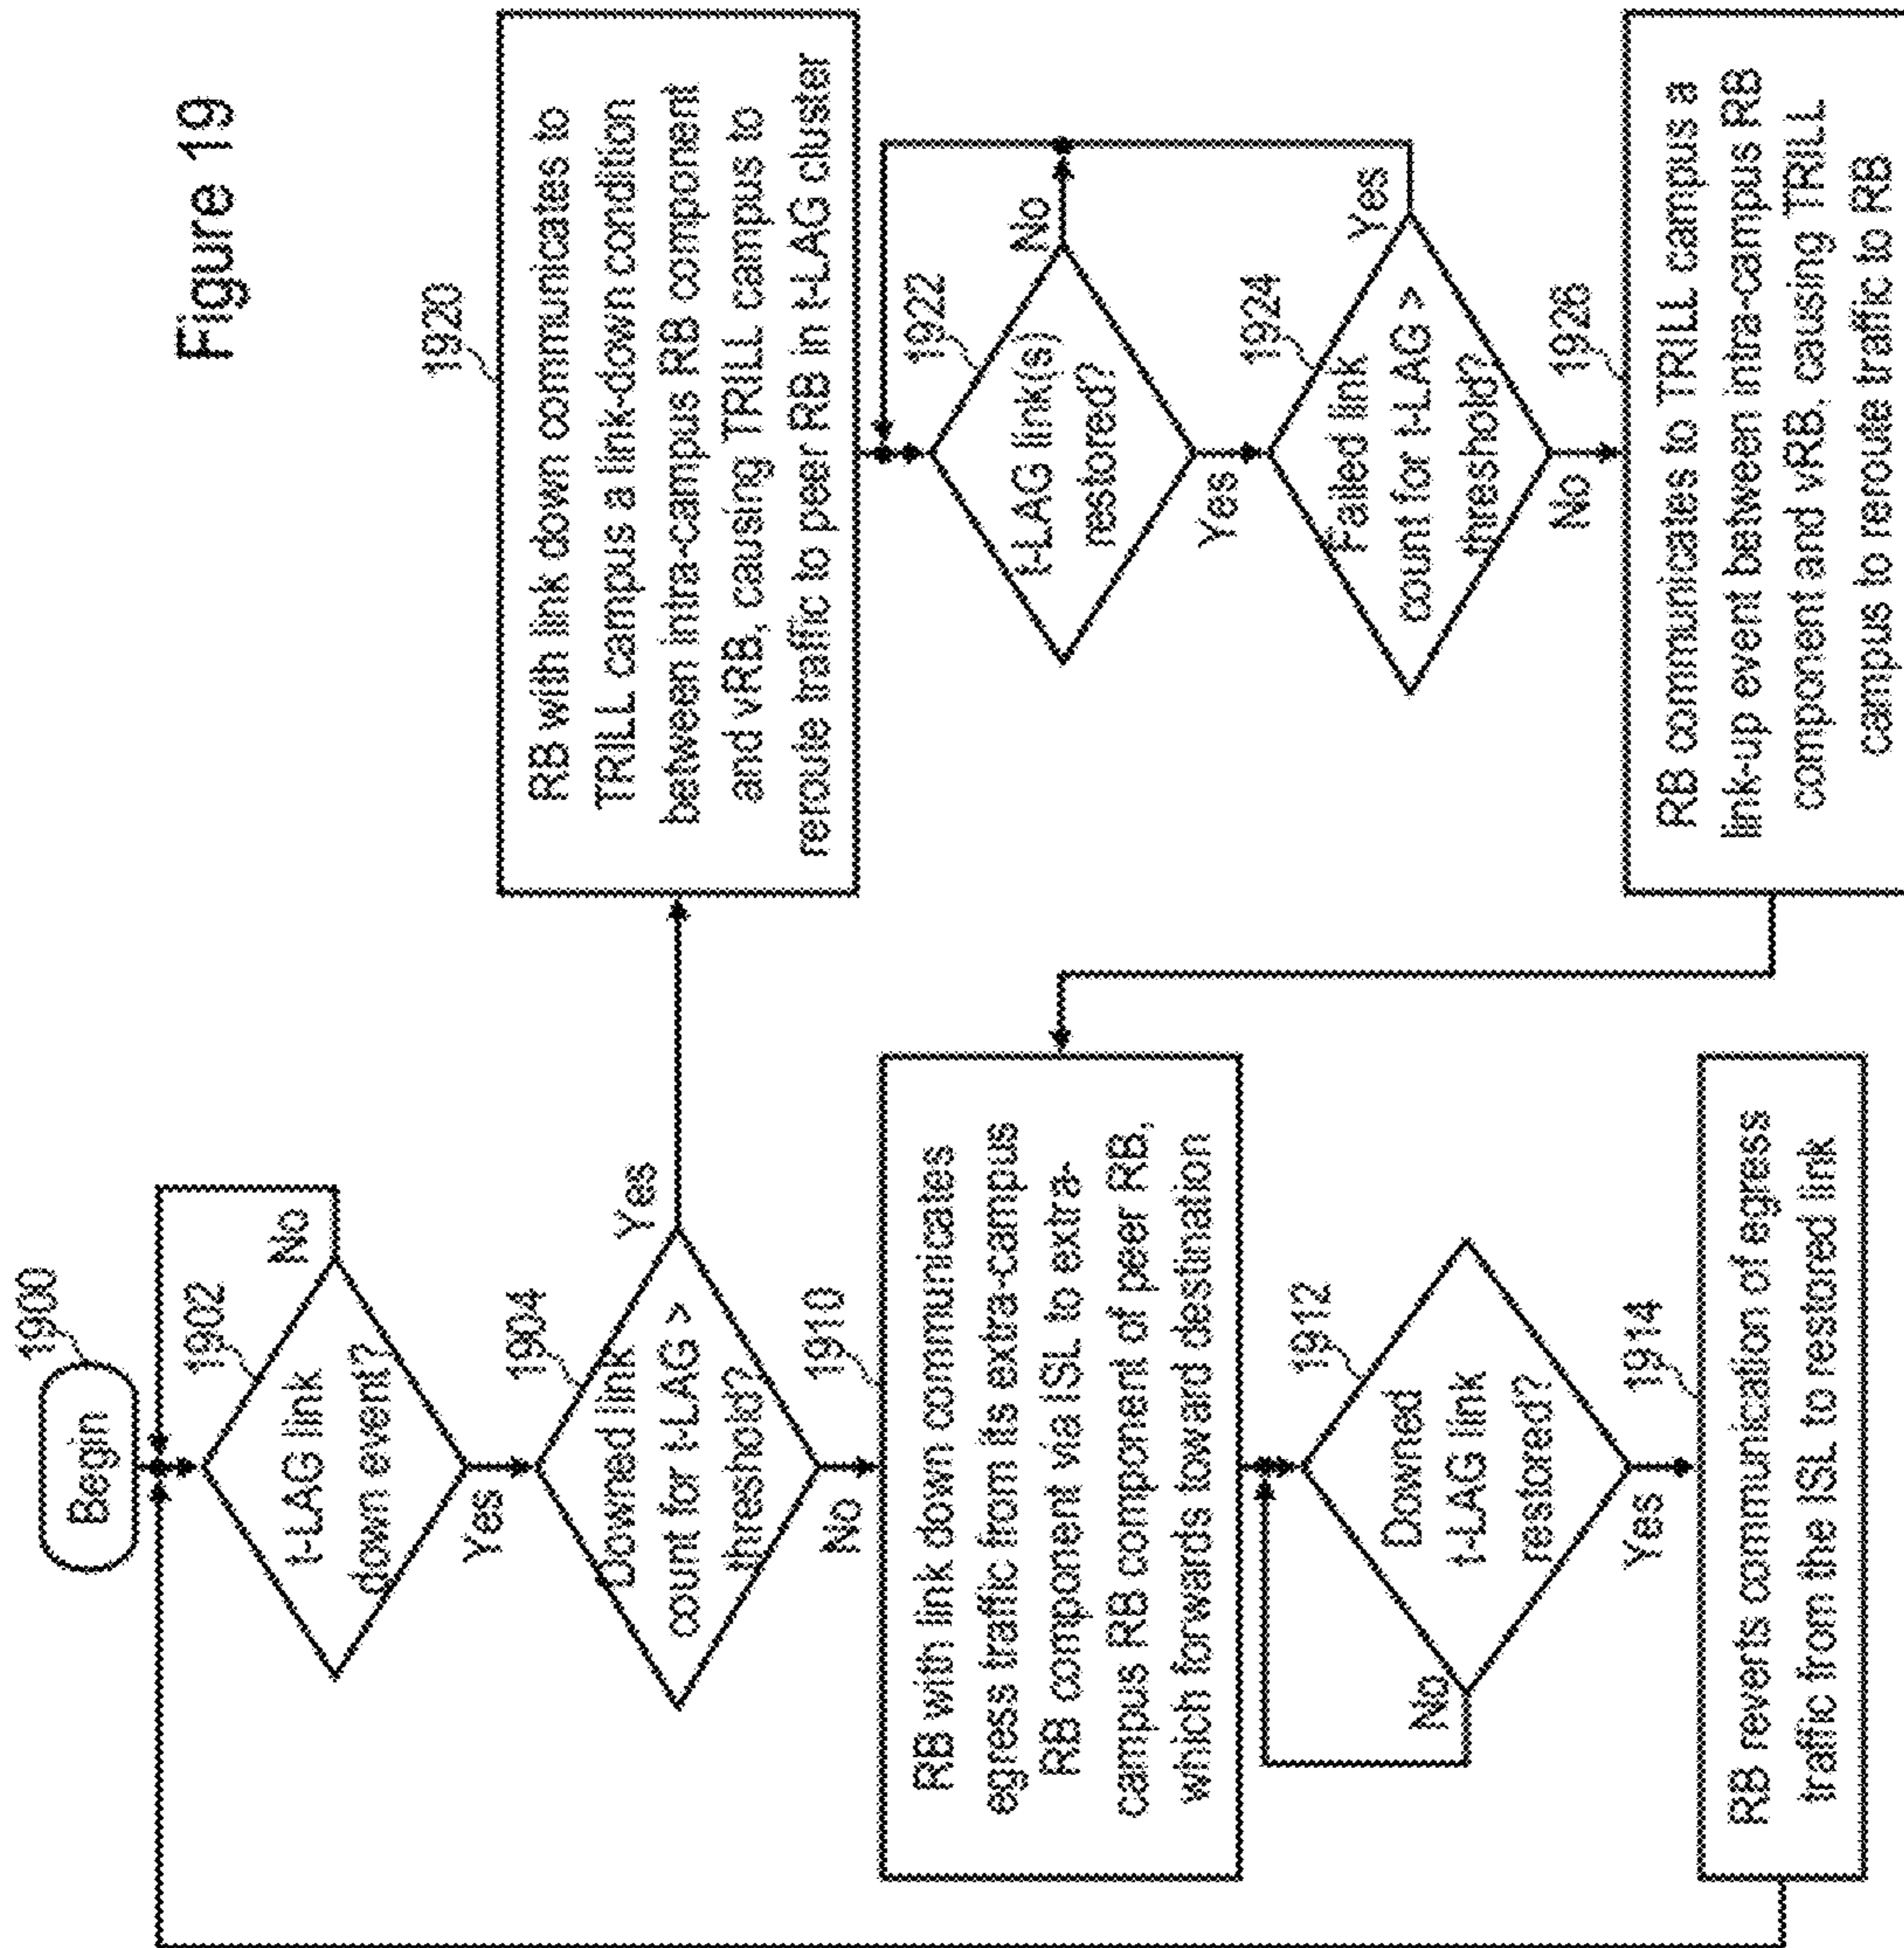 Figure 19
1900
Begin
1902
t-LAG link
down event?
No
Yes
1904
Downed link
count for t-LAG >
threshold?
Yes
No
1910
RB with link down communicates
egress traffic from its extra-campus
RB component via ISL to extra-
campus RB component of peer RB,
which forwards toward destination
1912
Downed
t-LAG link
restored?
No
Yes
1914
RB reverts communication of egress
traffic from the ISL to restored link
1920
RB with link down communicates to
TRILL campus a link-down condition
between intra-campus RB component
and vRB, causing TRILL campus to
reroute traffic to per RB in t-LAG cluster
1922
t-LAG link(s)
restored?
No
Yes
1924
Failed link
count for t-LAG >
threshold?
Yes
No
1926
RB communicates to TRILL campus a
link-up event between intra-campus RB
component and vRB, causing TRILL
campus to reroute traffic to RB